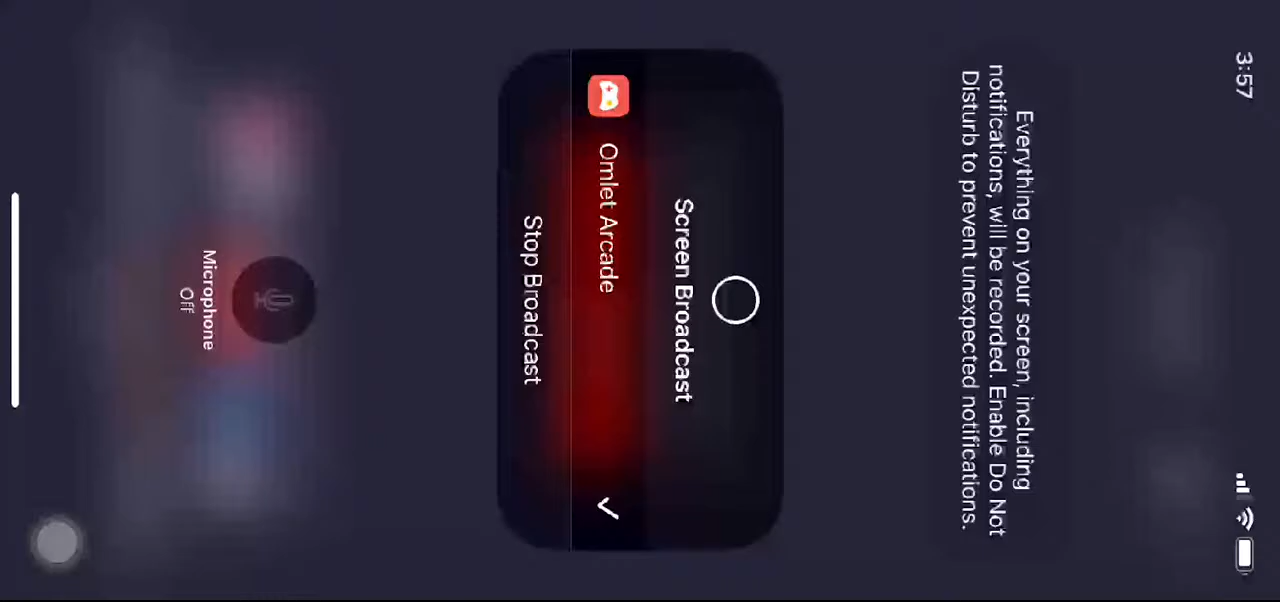 3:57
Everything on your screen, including
notifications, will be recorded. Enable Do Not
Disturb to prevent unexpected notifications.
Screen Broadcast
Omlet Arcade
Stop Broadcast
Microphone
Off